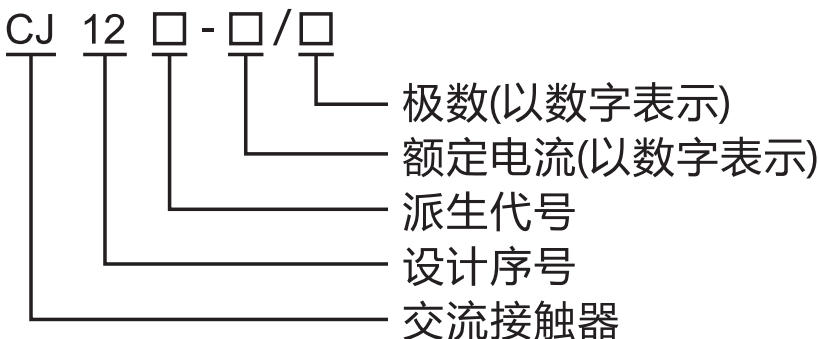 CJ 12 □ - □ / □
极数(以数字表示)
额定电流(以数字表示)
派生代号
设计序号
交流接触器